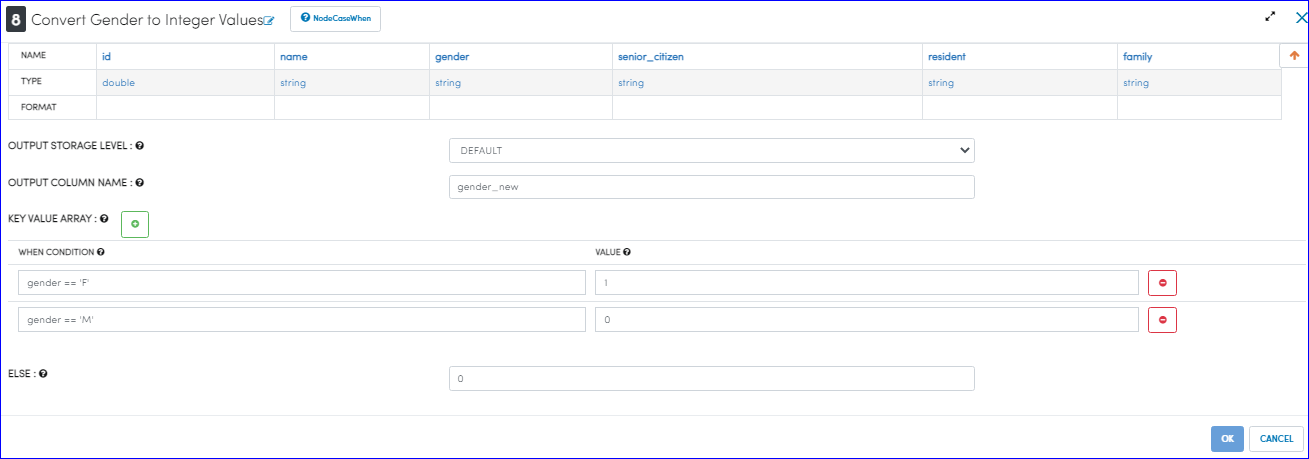 8 Convert Gender to Integer Values NodeCaseWhen
NAME id name gender senior_citizen resident family
TYPE double string string string string string
FORMAT
OUTPUT STORAGE LEVEL : DEFAULT
OUTPUT COLUMN NAME : gender_new
KEY VALUE ARRAY :
WHEN CONDITION VALUE
gender == 'F' 1
gender == 'M' 0
ELSE : 0
OK CANCEL